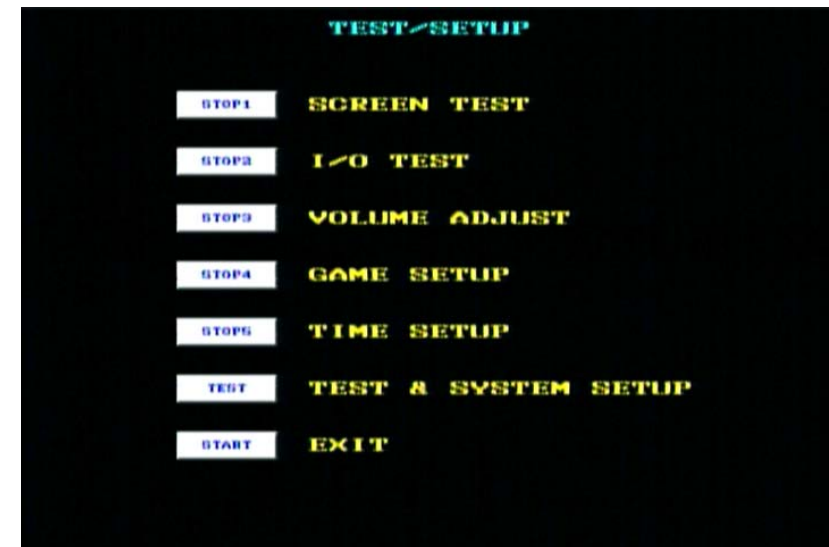 TEST/SETUP
STOP1 SCREEN TEST
STOP2 I/O TEST
STOP3 VOLUME ADJUST
STOP4 GAME SETUP
STOP5 TIME SETUP
TEST TEST & SYSTEM SETUP
START EXIT